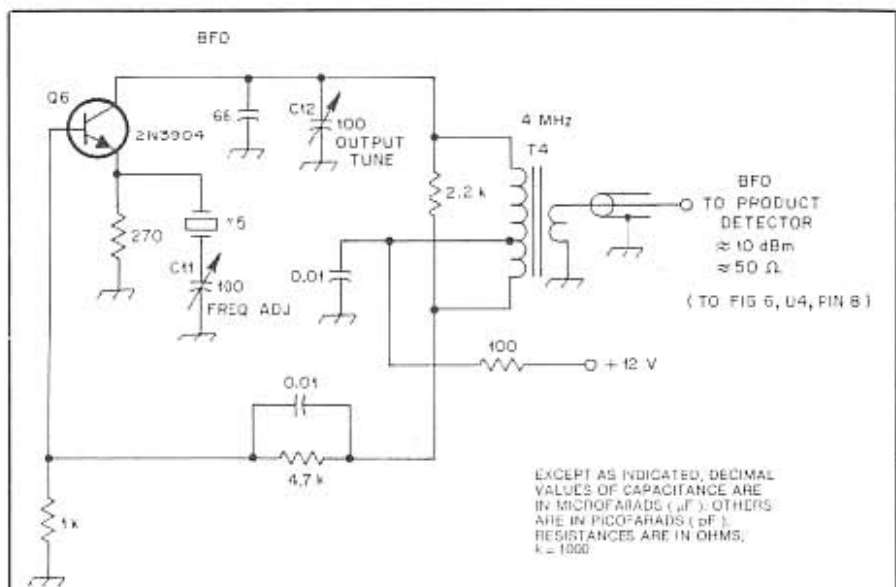 BFO
Q6
2N3904
68
Ct2
100
OUTPUT
TUNE
4 MHz
T4
2.2 k
BFO
TO PRODUCT
DETECTOR
≈ 10 dBm
≈ 50 Ω
(TO FIG 6, U4, PIN 8)
270
Y5
Ct1
100
FREQ ADJ
0.01
100
+12 V
0.01
4.7 k
1 k
EXCEPT AS INDICATED, DECIMAL
VALUES OF CAPACITANCE ARE
IN MICROFARADS (μF); OTHERS
ARE IN PICOFARADS (pF);
RESISTANCES ARE IN OHMS;
k = 1000